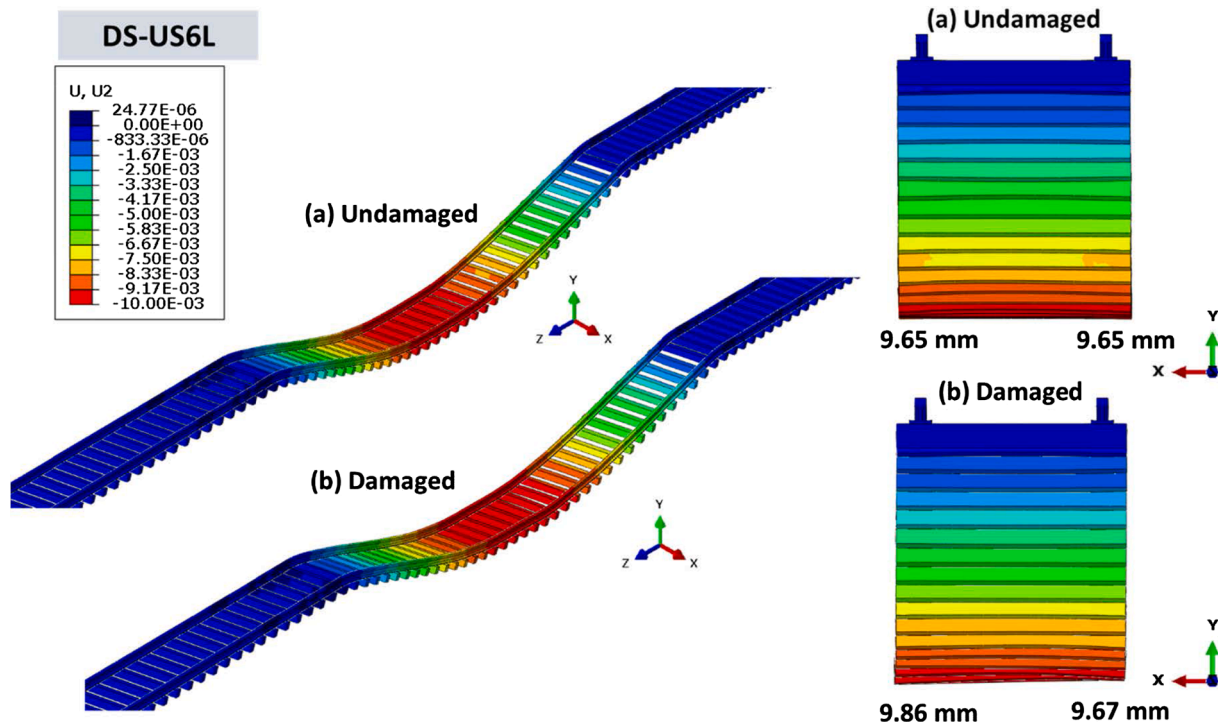 DS-US6L
U, U2
24.77E-06
0.00E+00
-833.33E-06
-1.67E-03
-2.50E-03
-3.33E-03
-4.17E-03
-5.00E-03
-5.83E-03
-6.67E-03
-7.50E-03
-8.33E-03
-9.17E-03
-10.00E-03
(a) Undamaged
Y
Z
X
(b) Damaged
Y
Z
X
(a) Undamaged
9.65 mm 9.65 mm
Y
X
(b) Damaged
Y
X
9.86 mm 9.67 mm